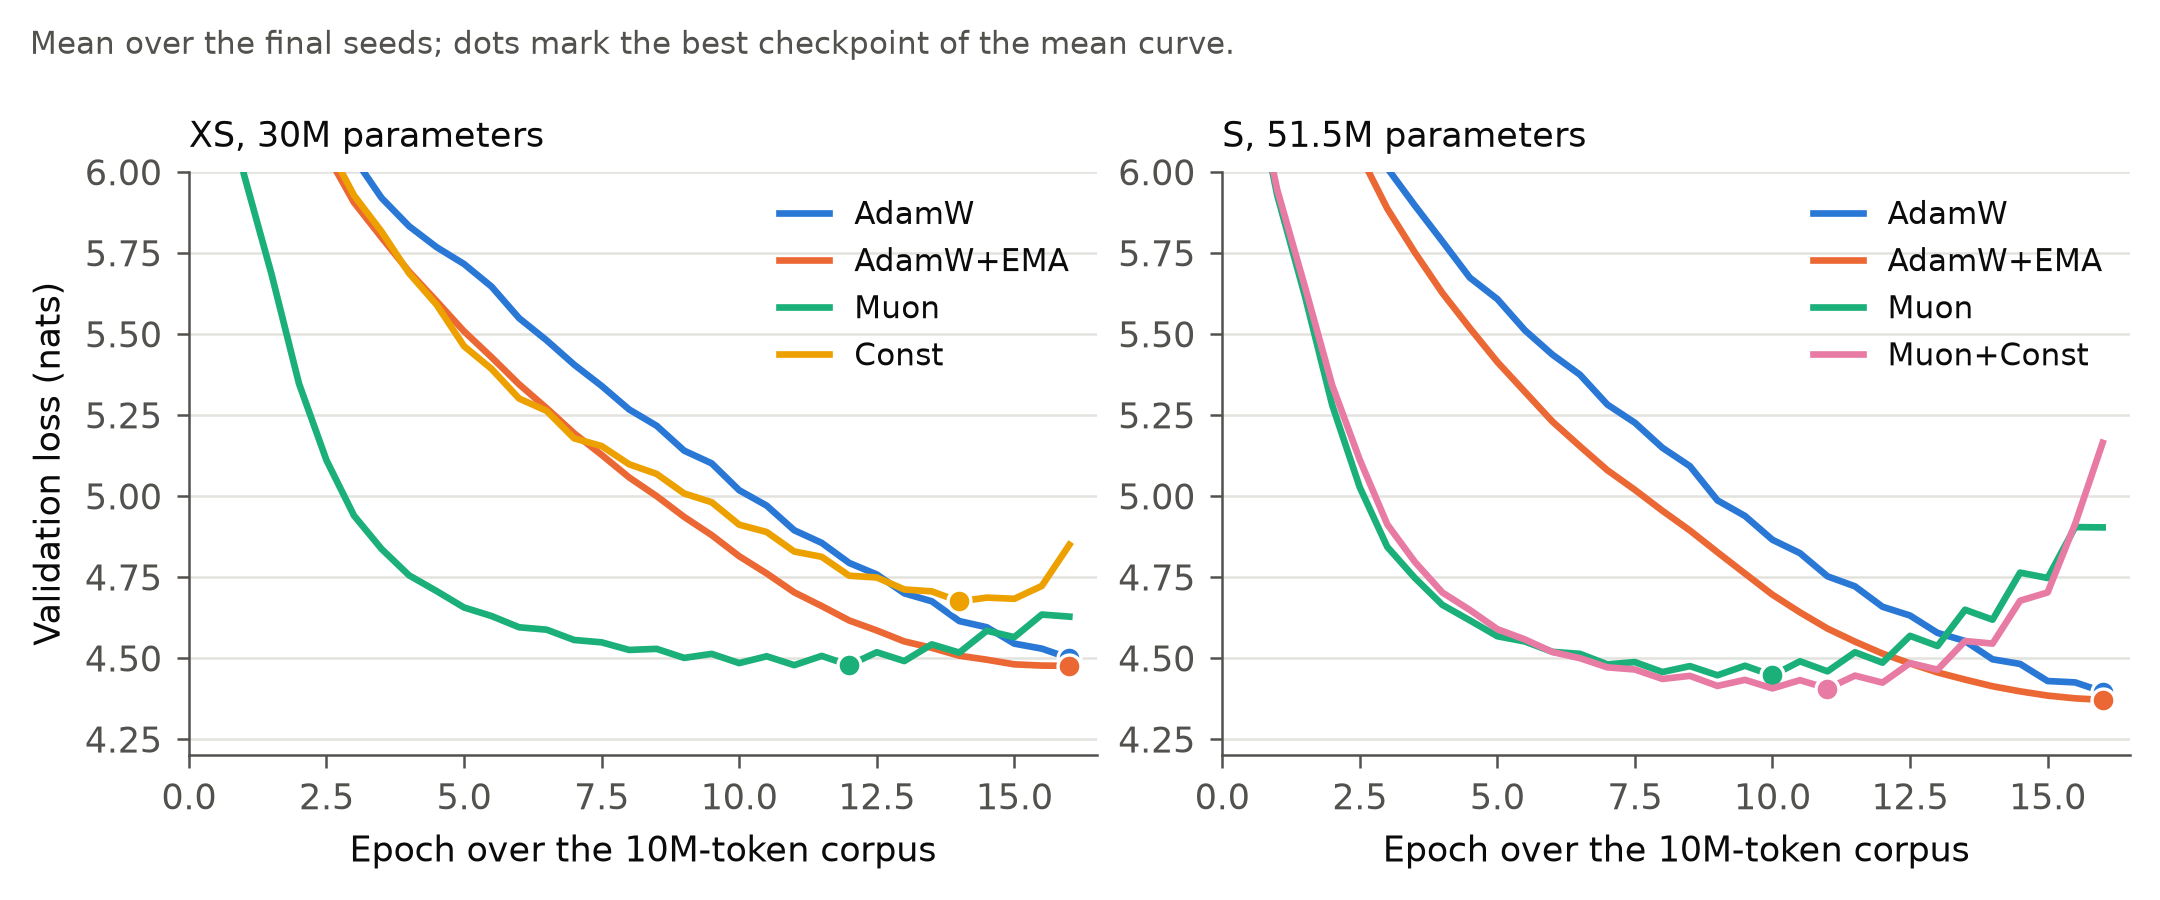 Mean over the final seeds; dots mark the best checkpoint of the mean curve.
XS, 30M parameters
6.00
5.75
5.50
5.25
5.00
4.75
4.50
4.25
Validation loss (nats)
AdamW
AdamW+EMA
Muon
Const
0.0 2.5 5.0 7.5 10.0 12.5 15.0
Epoch over the 10M-token corpus
S, 51.5M parameters
6.00
5.75
5.50
5.25
5.00
4.75
4.50
4.25
AdamW
AdamW+EMA
Muon
Muon+Const
0.0 2.5 5.0 7.5 10.0 12.5 15.0
Epoch over the 10M-token corpus